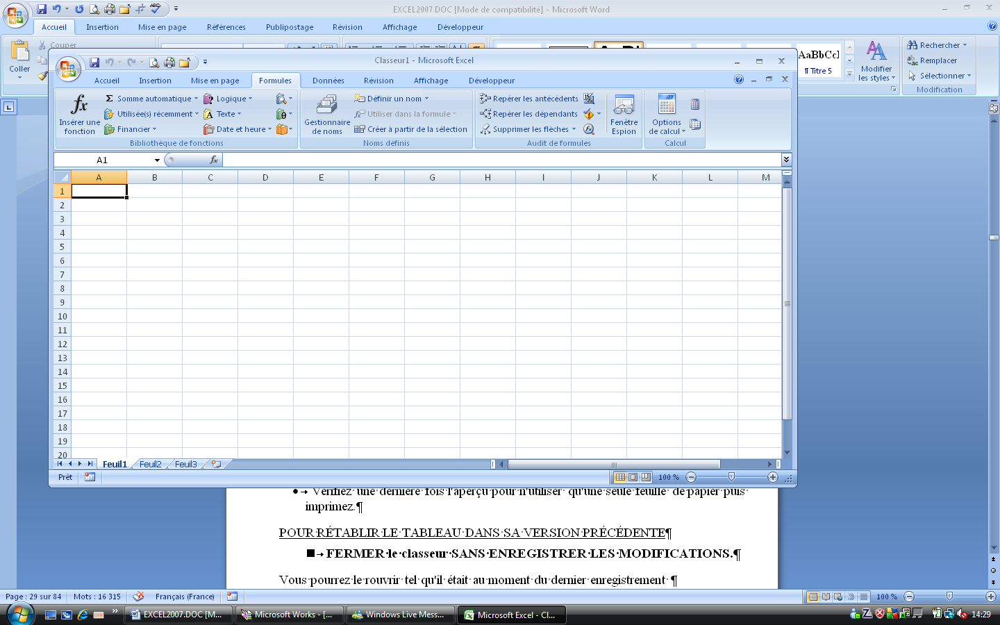 EXCEL2007.DOC [Mode de compatibilité] - Microsoft Word
Accueil Insertion Mise en page Références Publipostage Révision Affichage Développeur
Coller
Couper
AaBbCcI
¶ Titre 5
Modifier
les styles
Rechercher
Remplacer
Sélectionner
Modification
Classeur1 - Microsoft Excel
Accueil Insertion Mise en page Formules Données Révision Affichage Développeur
Insérer une
fonction
Σ Somme automatique
Utilisée(s) récemment
Financier
Logique
Texte
Date et heure
Bibliothèque de fonctions
Gestionnaire
de noms
Définir un nom
Utiliser dans la formule
Créer à partir de la sélection
Noms définis
Repérer les antécédents
Repérer les dépendants
Supprimer les flèches
Audit de formules
Fenêtre
Espion
Options
de calcul
Calcul
A1 fx
A B C D E F G H I J K L M
1
2
3
4
5
6
7
8
9
10
11
12
13
14
15
16
17
18
19
20
Feuil1 Feuil2 Feuil3
Prêt 100 %
Vérifiez une dernière fois l'aperçu pour n'utiliser qu'une seule feuille de papier puis
imprimez.¶
POUR RÉTABLIR LE TABLEAU DANS SA VERSION PRÉCÉDENTE¶
FERMER le classeur SANS ENREGISTRER LES MODIFICATIONS.¶
Vous pourrez le rouvrir tel qu'il était au moment du dernier enregistrement ¶
Page : 29 sur 84 Mots : 16 315 Français (France) 100 %
EXCEL2007.DOC [M... Microsoft Works - [... Windows Live Mess... Microsoft Excel - Cl... 14:29